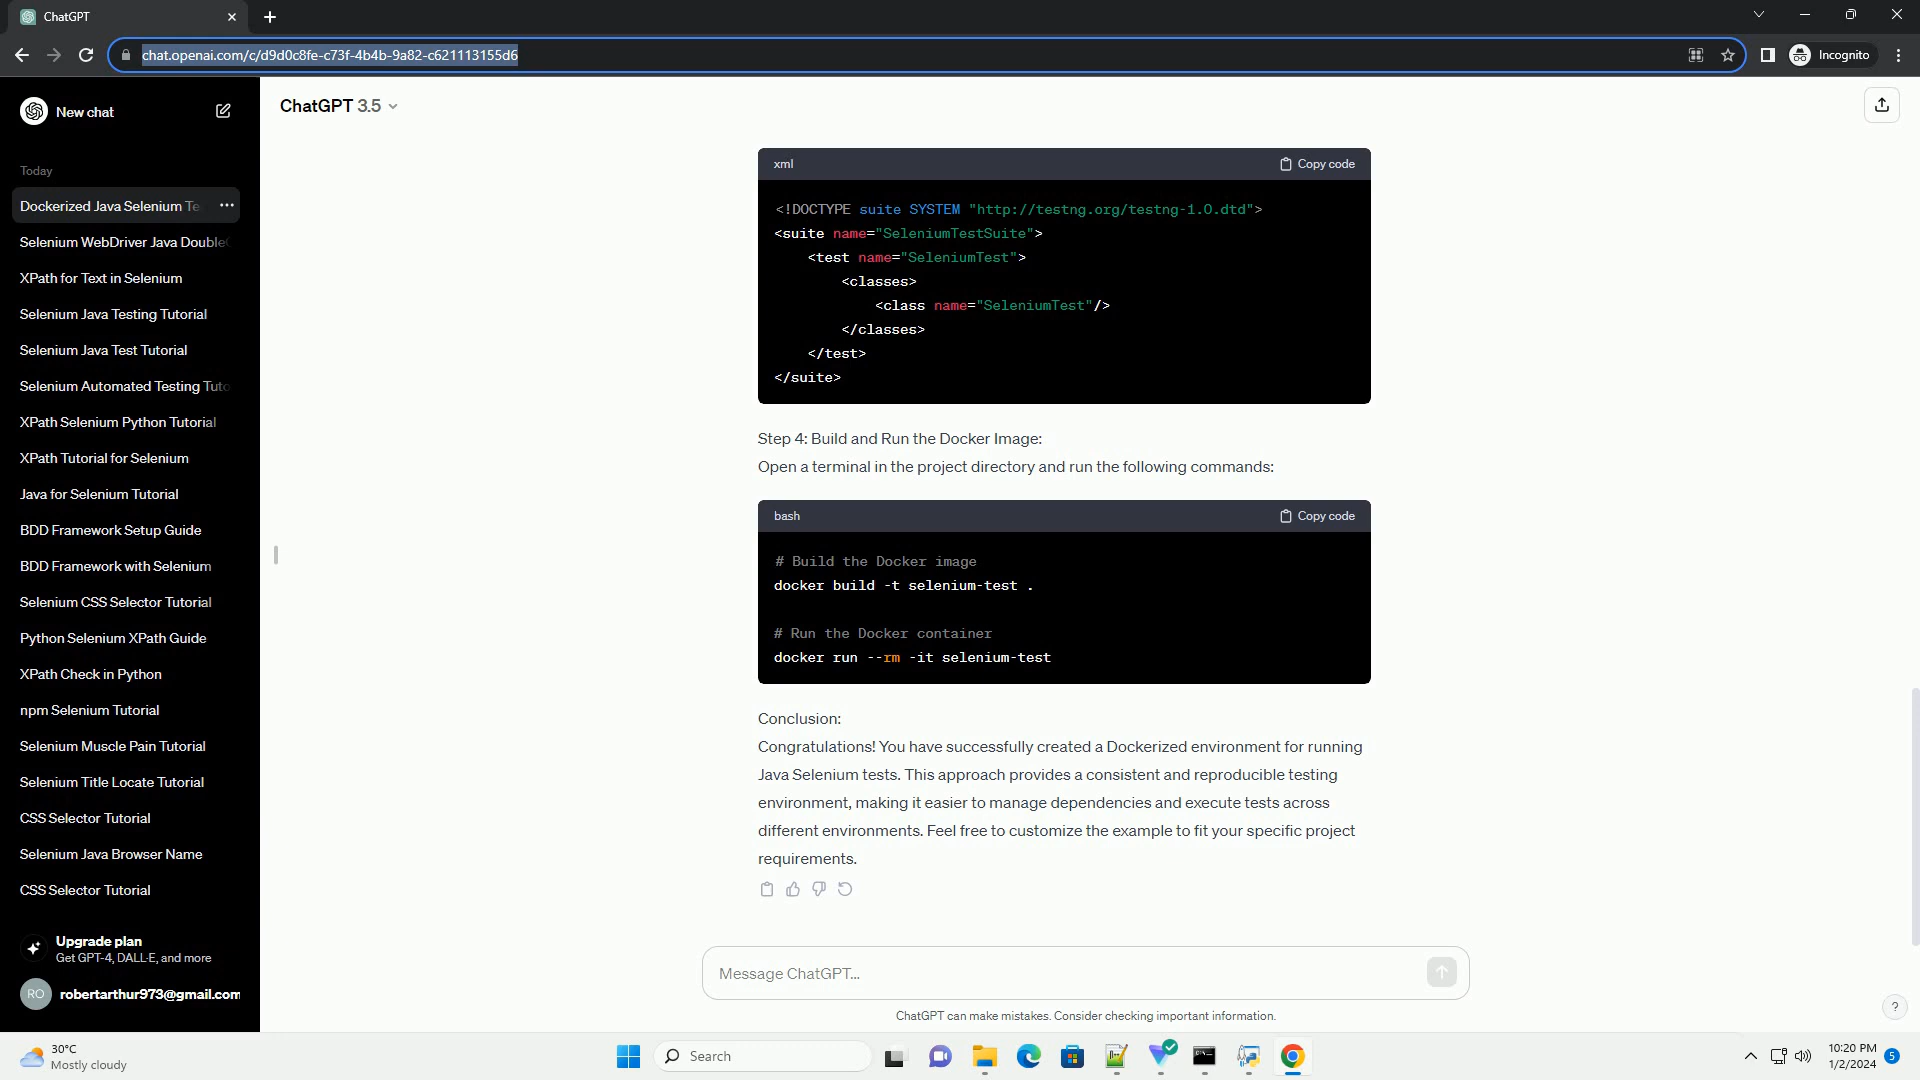 ChatGPT
chat.openai.com/c/d9d0c8fe-c73f-4b4b-9a82-c621113155d6
Incognito
New chat
Today
Dockerized Java Selenium Te
Selenium WebDriver Java Double
XPath for Text in Selenium
Selenium Java Testing Tutorial
Selenium Java Test Tutorial
Selenium Automated Testing Tuto
XPath Selenium Python Tutorial
XPath Tutorial for Selenium
Java for Selenium Tutorial
BDD Framework Setup Guide
BDD Framework with Selenium
Selenium CSS Selector Tutorial
Python Selenium XPath Guide
XPath Check in Python
npm Selenium Tutorial
Selenium Muscle Pain Tutorial
Selenium Title Locate Tutorial
CSS Selector Tutorial
Selenium Java Browser Name
CSS Selector Tutorial
Upgrade plan
Get GPT-4, DALL·E, and more
RO
robertarthur973@gmail.com
ChatGPT 3.5
xml
Copy code
<!DOCTYPE suite SYSTEM "http://testng.org/testng-1.0.dtd">
<suite name="SeleniumTestSuite">
<test name="SeleniumTest">
<classes>
<class name="SeleniumTest"/>
</classes>
</test>
</suite>
Step 4: Build and Run the Docker Image:
Open a terminal in the project directory and run the following commands:
bash
Copy code
# Build the Docker image
docker build -t selenium-test .
# Run the Docker container
docker run --rm -it selenium-test
Conclusion:
Congratulations! You have successfully created a Dockerized environment for running
Java Selenium tests. This approach provides a consistent and reproducible testing
environment, making it easier to manage dependencies and execute tests across
different environments. Feel free to customize the example to fit your specific project
requirements.
Message ChatGPT...
ChatGPT can make mistakes. Consider checking important information.
?
30°C
Mostly cloudy
Search
10:20 PM
1/2/2024
5